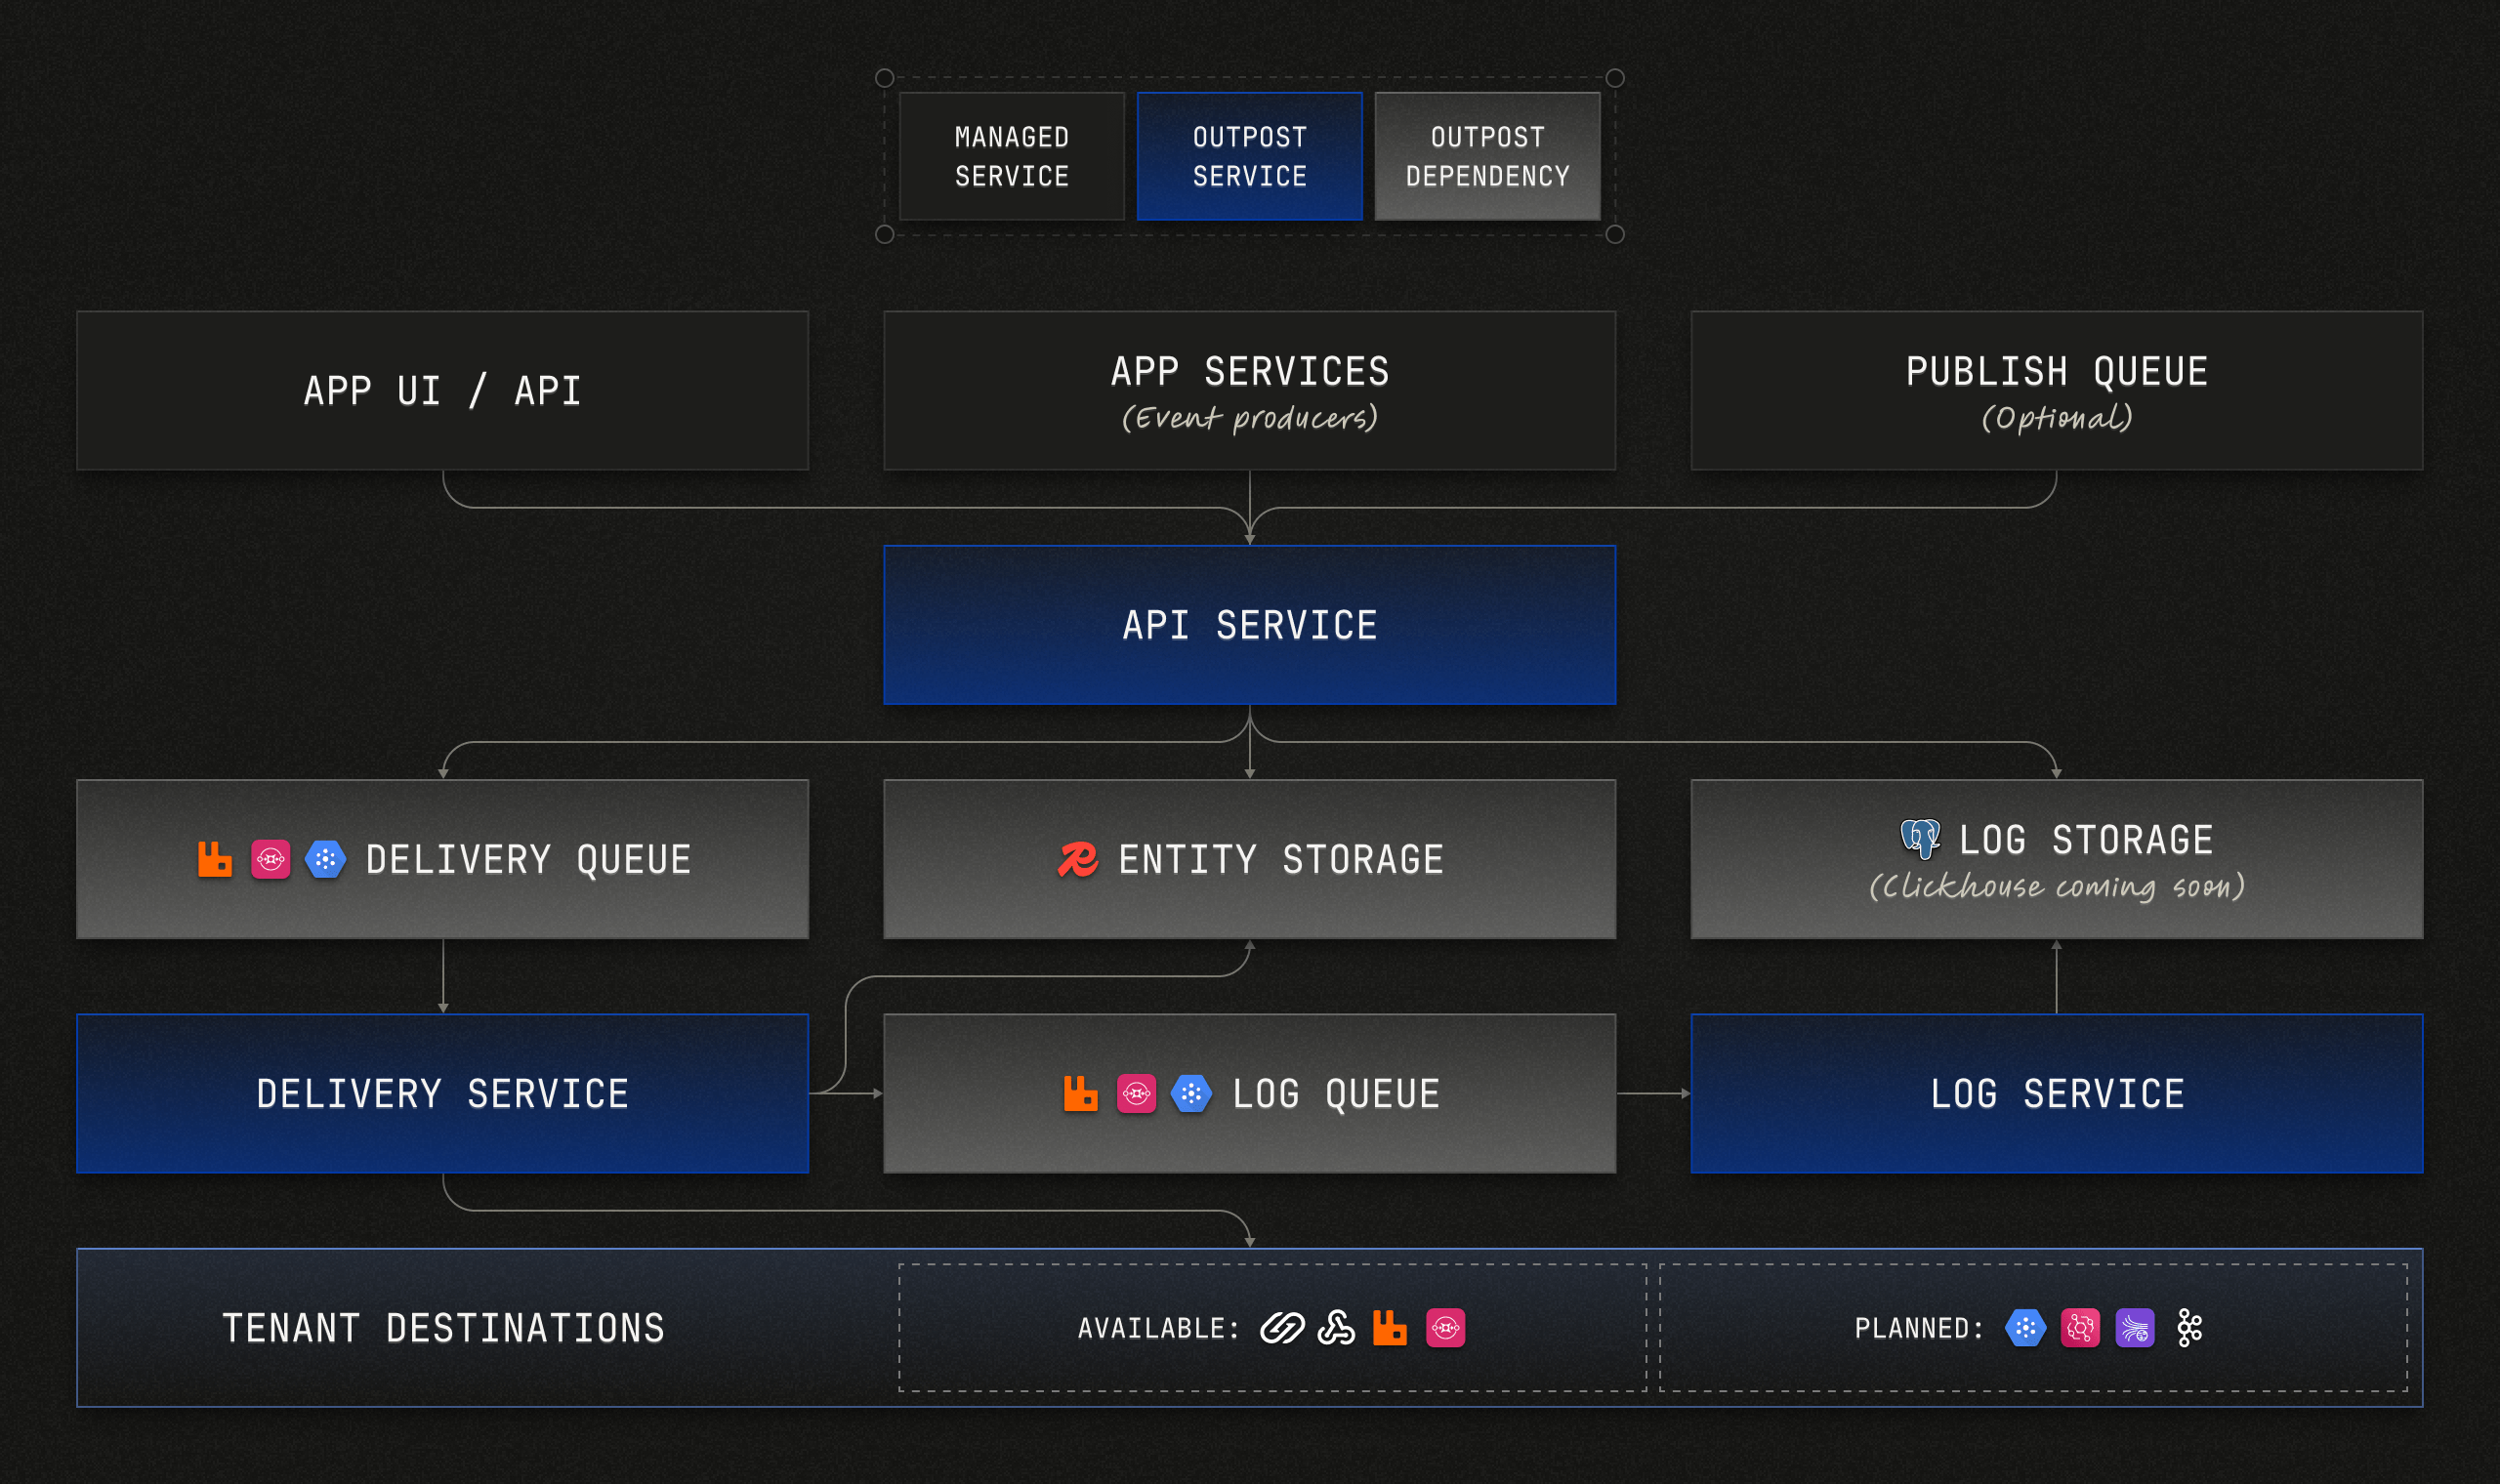 MANAGED
SERVICE
OUTPOST
SERVICE
OUTPOST
DEPENDENCY
APP UI / API
APP SERVICES
(Event producers)
PUBLISH QUEUE
(Optional)
API SERVICE
DELIVERY QUEUE
ENTITY STORAGE
LOG STORAGE
(Clickhouse coming soon)
DELIVERY SERVICE
LOG QUEUE
LOG SERVICE
TENANT DESTINATIONS
AVAILABLE:
PLANNED: